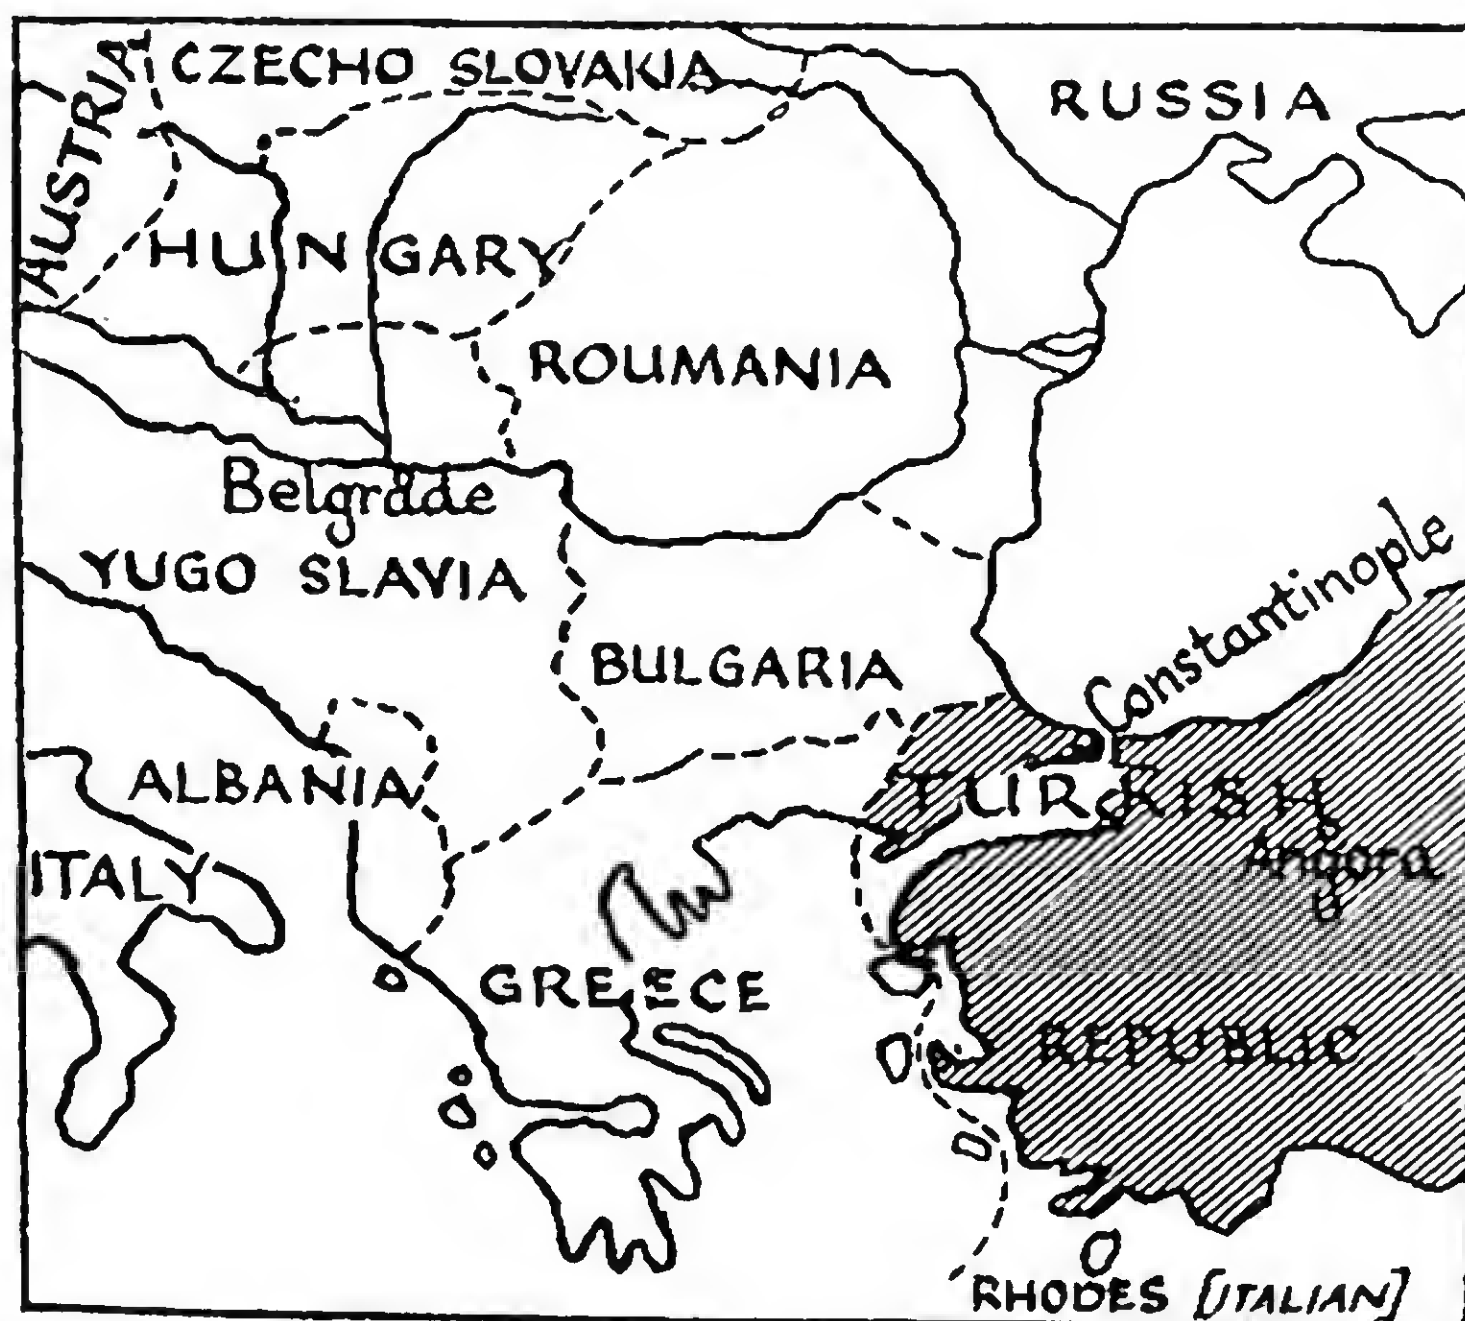 CZECHO SLOVAKIA
RUSSIA
AUSTRIA
HUNGARY
ROUMANIA
Belgrade
YUGO SLAVIA
Constantinople
BULGARIA
ALBANIA
TURKISH
Angora
ITALY
GREECE
REPUBLIC
RHODES [ITALIAN]